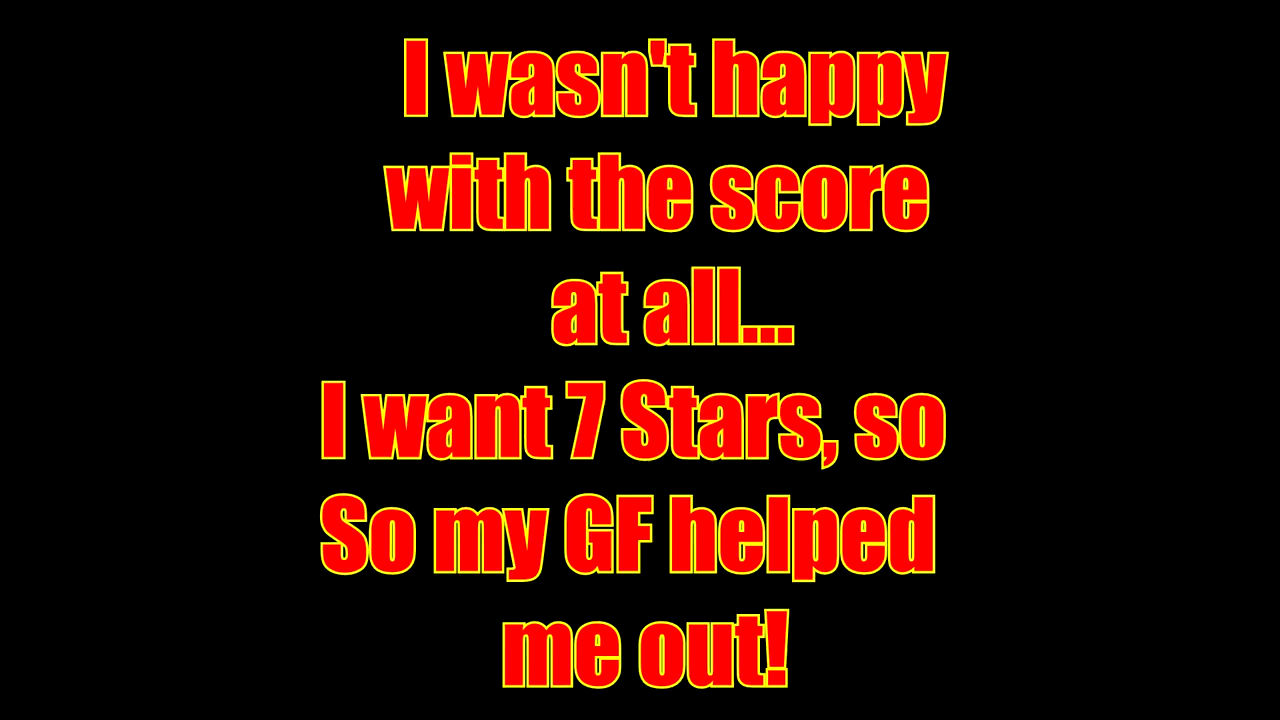 I wasn't happy
with the score
at all...
I want 7 Stars, so
So my GF helped
me out!